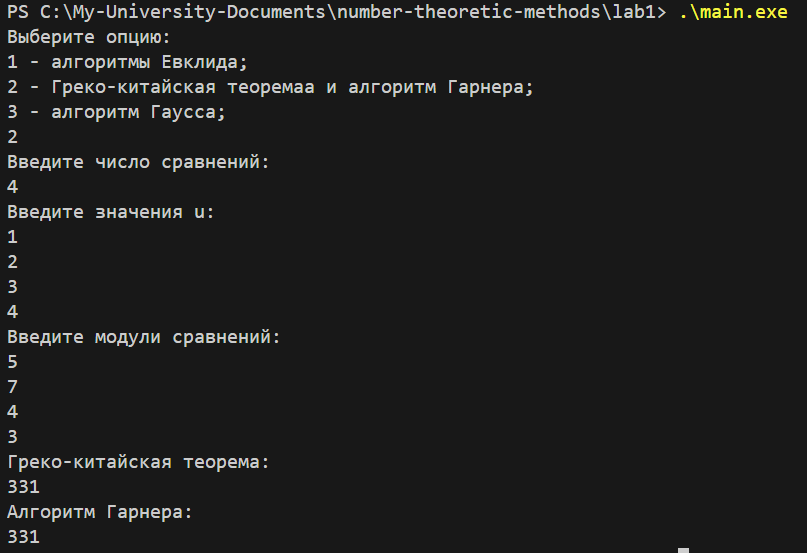 PS C:\My-University-Documents\number-theoretic-methods\lab1> .\main.exe
Выберите опцию:
1 - алгоритмы Евклида;
2 - Греко-китайская теоремаа и алгоритм Гарнера;
3 - алгоритм Гаусса;
2
Введите число сравнений:
4
Введите значения u:
1
2
3
4
Введите модули сравнений:
5
7
4
3
Греко-китайская теорема:
331
Алгоритм Гарнера:
331